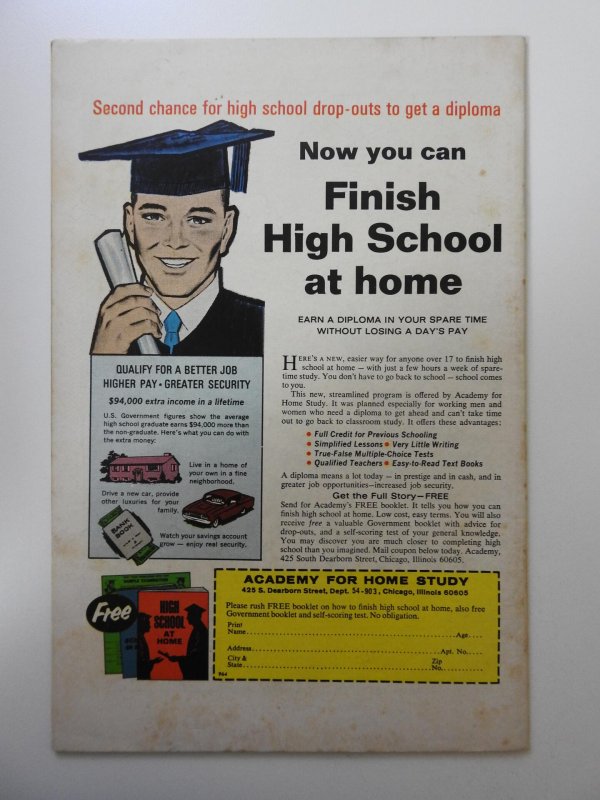 Second chance for high school drop-outs to get a diploma
Now you can
Finish
High School
at home
EARN A DIPLOMA IN YOUR SPARE TIME
WITHOUT LOSING A DAY'S PAY
QUALIFY FOR A BETTER JOB
HIGHER PAY • GREATER SECURITY
$94,000 extra income in a lifetime
U.S. Government figures show the average
high school graduate earns $94,000 more than
the non-graduate. Here's what you can do with
the extra money:
Live in a home of
your own in a fine
neighborhood.
Drive a new car, provide
other luxuries for your
family.
BANK
BOOK
Watch your savings account
grow — enjoy real security.
HERE'S A NEW, easier way for anyone over 17 to finish high
school at home — with just a few hours a week of spare-
time study. You don't have to go back to school — school comes
to you.
This new, streamlined program is offered by Academy for
Home Study. It was planned especially for working men and
women who need a diploma to get ahead and can't take time
out to go back to classroom study. It offers these advantages:
• Full Credit for Previous Schooling
• Simplified Lessons • Very Little Writing
• True-False Multiple-Choice Tests
• Qualified Teachers • Easy-to-Read Text Books
A diploma means a lot today — in prestige and in cash, and in
greater job opportunities—increased job security.
Get the Full Story—FREE
Send for Academy's FREE booklet. It tells you how you can
finish high school at home. Low cost, easy terms. You will also
receive free a valuable Government booklet with advice for
drop-outs, and a self-scoring test of your general knowledge.
You may discover you are much closer to completing high
school than you imagined. Mail coupon below today. Academy,
425 South Dearborn Street, Chicago, Illinois 60605.
Free
HIGH
SCHOOL
AT
HOME
ACADEMY FOR HOME STUDY
425 S. Dearborn Street, Dept. 54-903, Chicago, Illinois 60605
Please rush FREE booklet on how to finish high school at home, also free
Government booklet and self-scoring test. No obligation.
Print
Name Age
Address Apt. No.
City & Zip
State No.
964